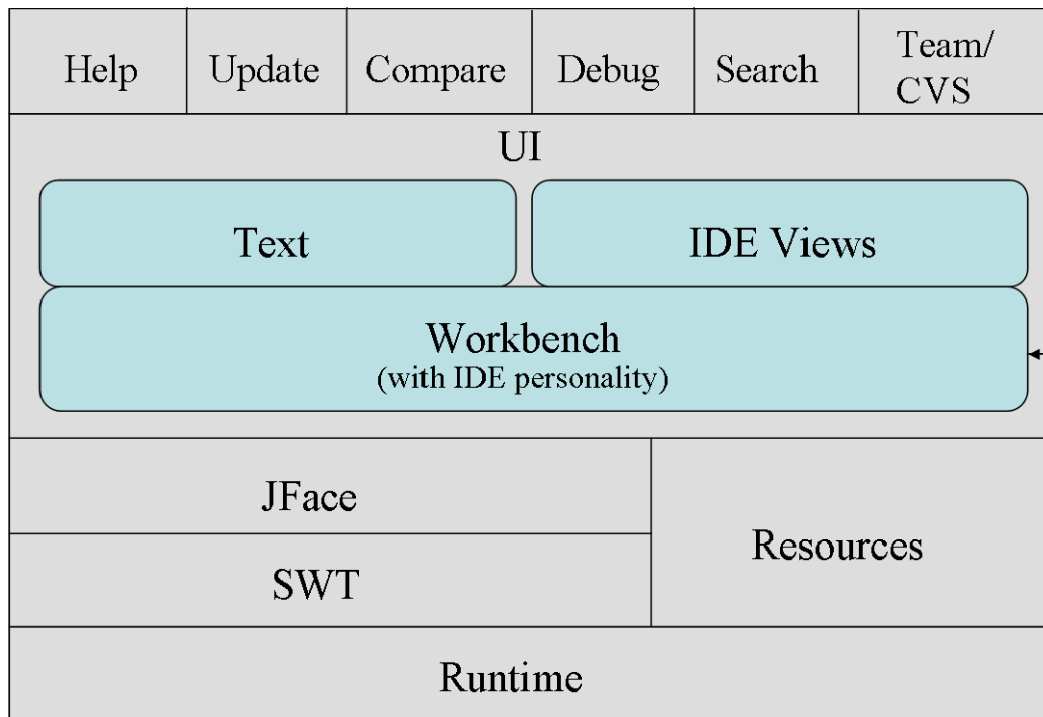 Help
Update
Compare
Debug
Search
Team/
CVS
UI
Text
IDE Views
Workbench
(with IDE personality)
JFace
SWT
Resources
Runtime